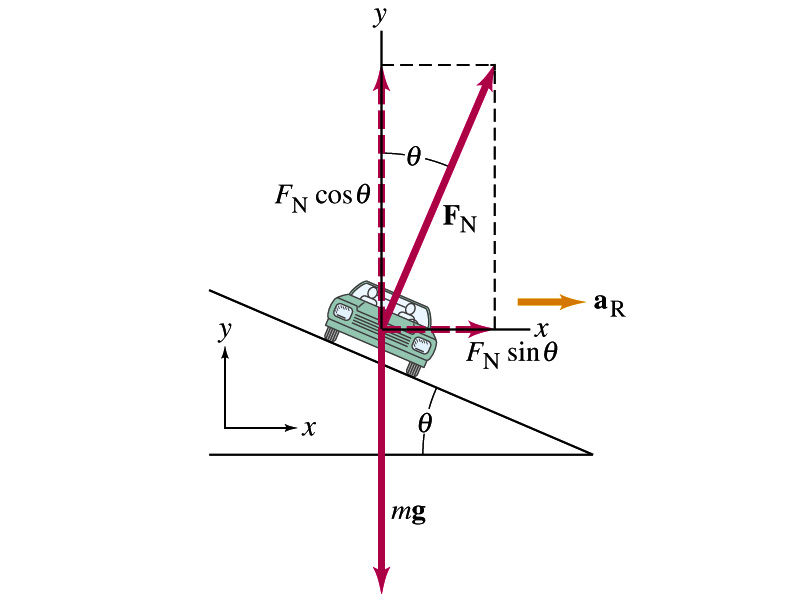 y
θ
F_N cos θ
F_N
a_R
x
F_N sin θ
y
x
θ
mg